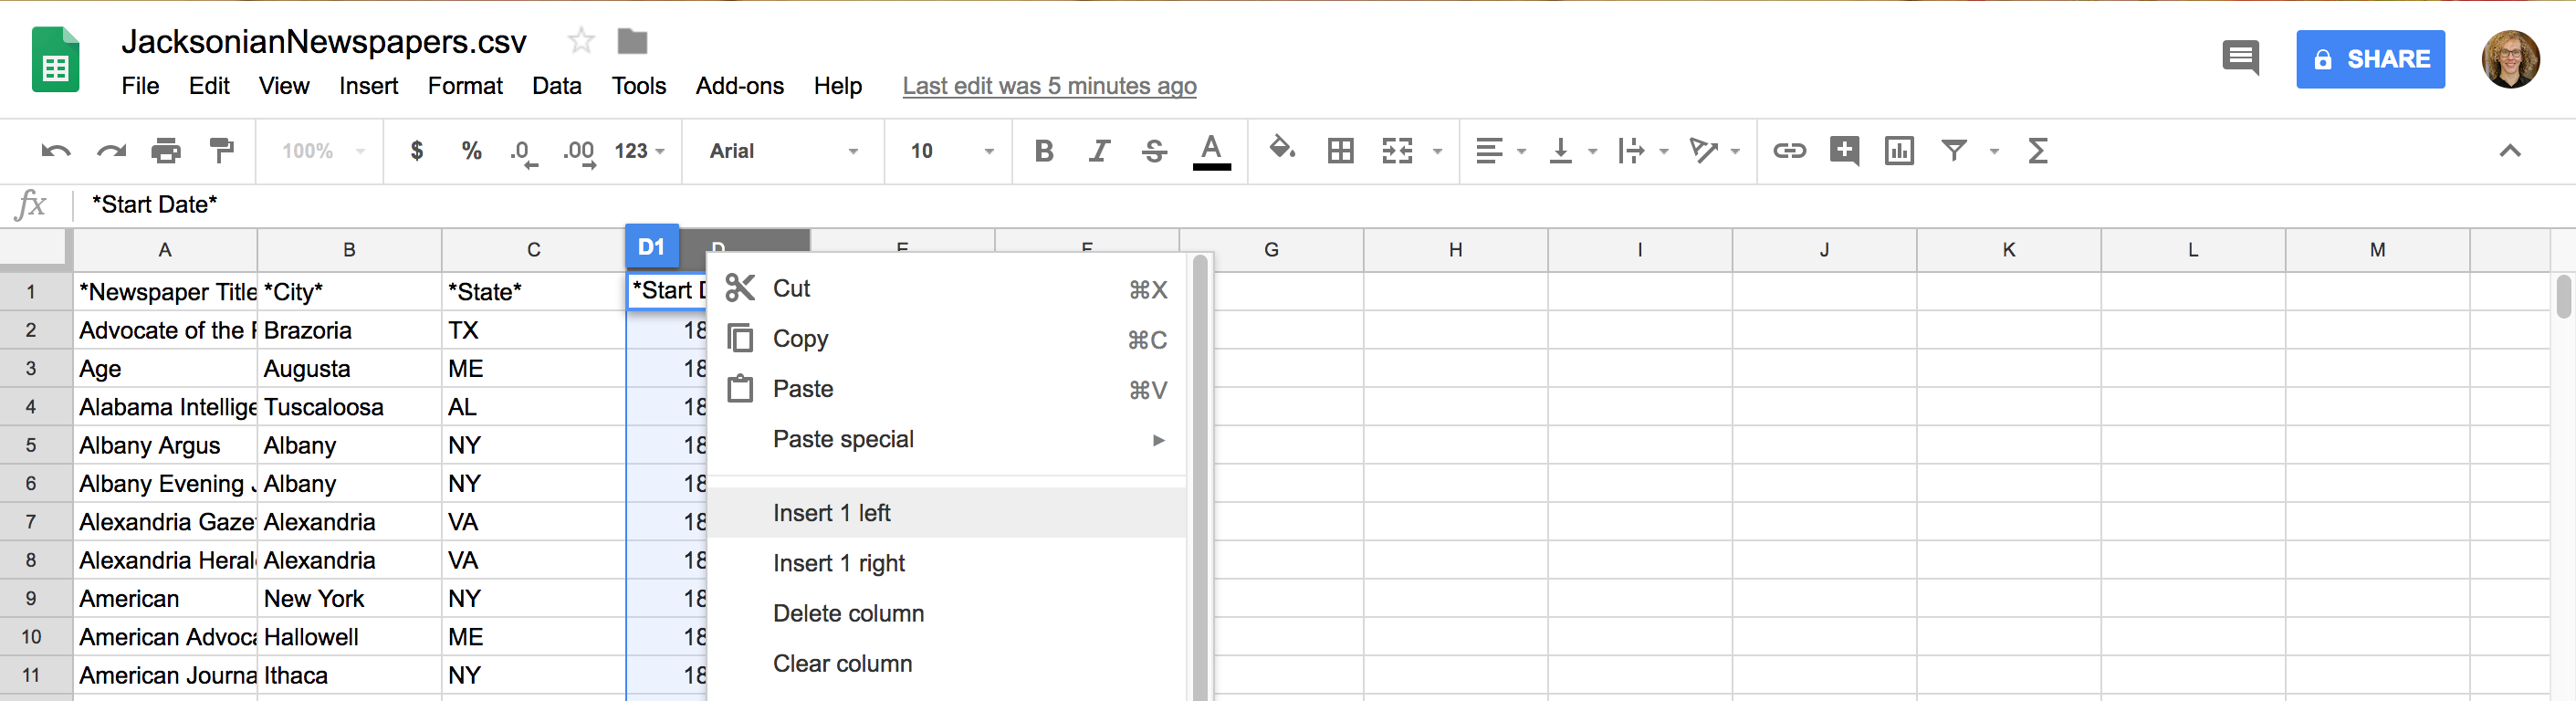 JacksonianNewspapers.csv
File Edit View Insert Format Data Tools Add-ons Help Last edit was 5 minutes ago
SHARE
100% $ % .0 .00 123 Arial 10 B I S A Σ
fx *Start Date*
A B C D1 D E F G H I J K L M
1 *Newspaper Title *City* *State* *Start D
2 Advocate of the Brazoria TX 18
3 Age Augusta ME 18
4 Alabama Intellige Tuscaloosa AL 18
5 Albany Argus Albany NY 18
6 Albany Evening Albany NY 18
7 Alexandria Gaze Alexandria VA 18
8 Alexandria Heral Alexandria VA 18
9 American New York NY 18
10 American Advoca Hallowell ME 18
11 American Journa Ithaca NY 18
Cut ⌘X
Copy ⌘C
Paste ⌘V
Paste special
Insert 1 left
Insert 1 right
Delete column
Clear column